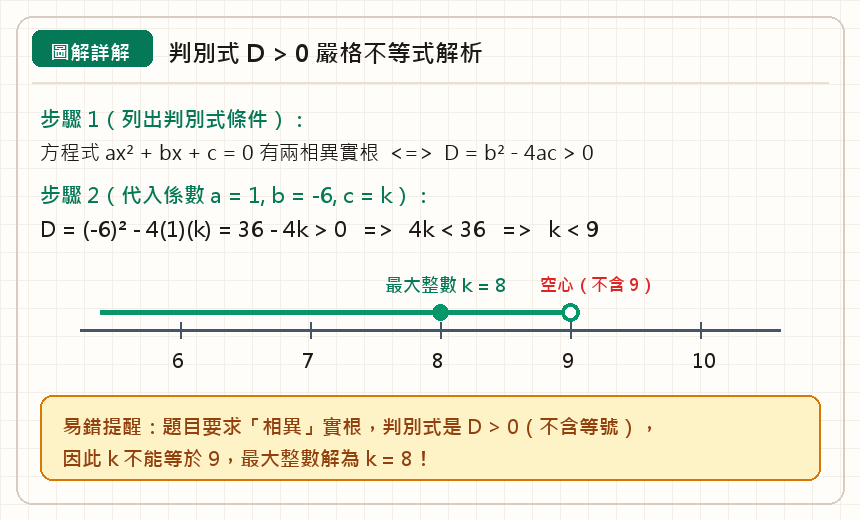 圖解詳解
判別式 D > 0 嚴格不等式解析
步驟 1（列出判別式條件）：
方程式 ax² + bx + c = 0 有兩相異實根 <=> D = b² - 4ac > 0
步驟 2（代入係數 a = 1, b = -6, c = k）：
D = (-6)² - 4(1)(k) = 36 - 4k > 0 => 4k < 36 => k < 9
最大整數 k = 8
空心（不含 9）
6
7
8
9
10
易錯提醒：題目要求「相異」實根，判別式是 D > 0（不含等號），
因此 k 不能等於 9，最大整數解為 k = 8！